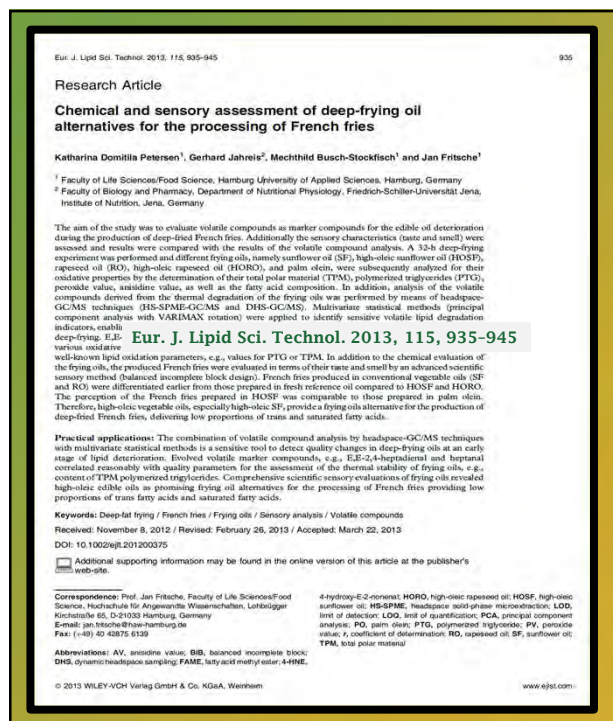 Eur. J. Lipid Sci. Technol. 2013, 115, 935–945 935
Research Article
Chemical and sensory assessment of deep-frying oil
alternatives for the processing of French fries
Katharina Domitila Petersen1, Gerhard Jahreis2, Mechthild Busch-Stockfisch1 and Jan Fritsche1
1 Faculty of Life Sciences/Food Science, Hamburg Univerisitiy of Applied Sciences, Hamburg, Germany
2 Faculty of Biology and Pharmacy, Department of Nutritional Physiology, Friedrich-Schiller-Universität Jena,
Institute of Nutrition, Jena, Germany
The aim of the study was to evaluate volatile compounds as marker compounds for the edible oil deterioration
during the production of deep-fried French fries. Additionally the sensory characteristics (taste and smell) were
assessed and results were compared with the results of the volatile compound analysis. A 32-h deep-frying
experiment was performed and different frying oils, namely sunflower oil (SF), high-oleic sunflower oil (HOSF),
rapeseed oil (RO), high-oleic rapeseed oil (HORO), and palm olein, were subsequently analyzed for their
oxidative properties by the determination of their total polar material (TPM), polymerized triglycerides (PTG),
peroxide value, anisidine value, as well as the fatty acid composition. In addition, analysis of the volatile
compounds derived from the thermal degradation of the frying oils was performed by means of headspace-
GC/MS techniques (HS-SPME-GC/MS and DHS-GC/MS). Multivariate statistical methods (principal
component analysis with VARIMAX rotation) were applied to identify sensitive volatile lipid degradation
indicators, enabli
deep-frying. E,E-
Eur. J. Lipid Sci. Technol. 2013, 115, 935–945
various oxidative
well-known lipid oxidation parameters, e.g., values for PTG or TPM. In addition to the chemical evaluation of
the frying oils, the produced French fries were evaluated in terms of their taste and smell by an advanced scientific
sensory method (balanced incomplete block design). French fries produced in conventional vegetable oils (SF
and RO) were differentiated earlier from those prepared in fresh reference oil compared to HOSF and HORO.
The perception of the French fries prepared in HOSF was comparable to those prepared in palm olein.
Therefore, high-oleic vegetable oils, especially high-oleic SF, provide a frying oils alternative for the production of
deep-fried French fries, delivering low proportions of trans and saturated fatty acids.
Practical applications: The combination of volatile compound analysis by headspace-GC/MS techniques
with multivariate statistical methods is a sensitive tool to detect quality changes in deep-frying oils at an early
stage of lipid deterioration. Evolved volatile marker compounds, e.g., E,E-2,4-heptadienal and heptanal
correlated reasonably with quality parameters for the assessment of the thermal stability of frying oils, e.g.,
content of TPM polymerized triglycerides. Comprehensive scientific sensory evaluations of frying oils revealed
high-oleic edible oils as promising frying oil alternatives for the processing of French fries providing low
proportions of trans fatty acids and saturated fatty acids.
Keywords: Deep-fat frying / French fries / Frying oils / Sensory analysis / Volatile compounds
Received: November 8, 2012 / Revised: February 26, 2013 / Accepted: March 22, 2013
DOI: 10.1002/ejlt.201200375
Additional supporting information may be found in the online version of this article at the publisher's
web-site.
Correspondence: Prof. Jan Fritsche, Faculty of Life Sciences/Food
Science, Hochschule für Angewandte Wissenschaften, Lohbrügger
Kirchstraße 65, D-21033 Hamburg, Germany
E-mail: jan.fritsche@haw-hamburg.de
Fax: (+49) 40 42875 6139
Abbreviations: AV, anisidine value; BIB, balanced incomplete block;
DHS, dynamic headspace sampling; FAME, fatty acid methyl ester; 4-HNE,
4-hydroxy-E-2-nonenal; HORO, high-oleic rapeseed oil; HOSF, high-oleic
sunflower oil; HS-SPME, headspace solid-phase microextraction; LOD,
limit of detection; LOQ, limit of quantification; PCA, principal component
analysis; PO, palm olein; PTG, polymerized triglyceride; PV, peroxide
value; r, coefficient of determination; RO, rapeseed oil; SF, sunflower oil;
TPM, total polar material
© 2013 WILEY-VCH Verlag GmbH & Co. KGaA, Weinheim www.ejlst.com